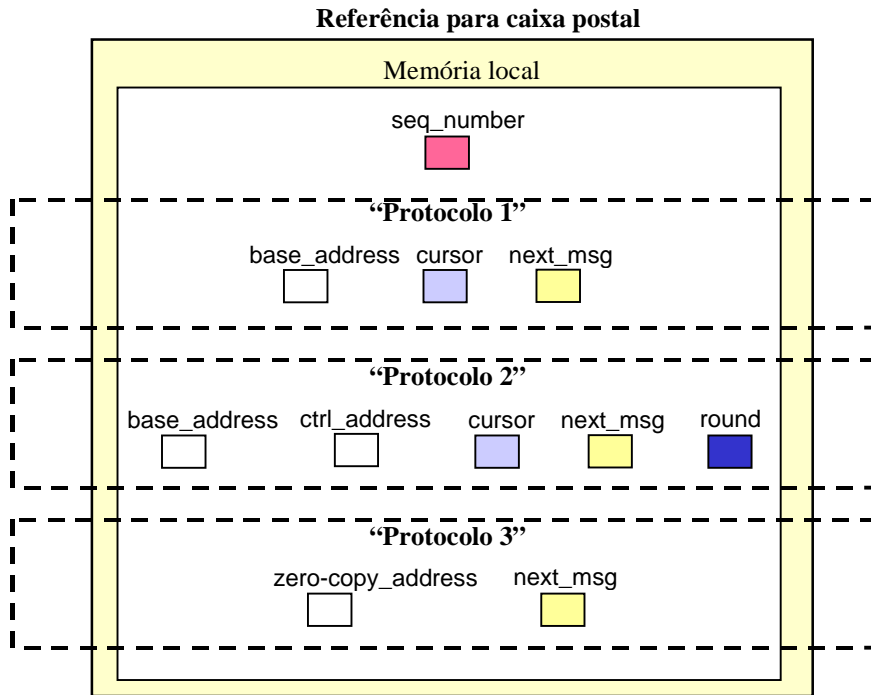 Referência para caixa postal
Memória local
seq_number
“Protocolo 1”
base_address cursor next_msg
“Protocolo 2”
base_address ctrl_address cursor next_msg round
“Protocolo 3”
zero-copy_address next_msg